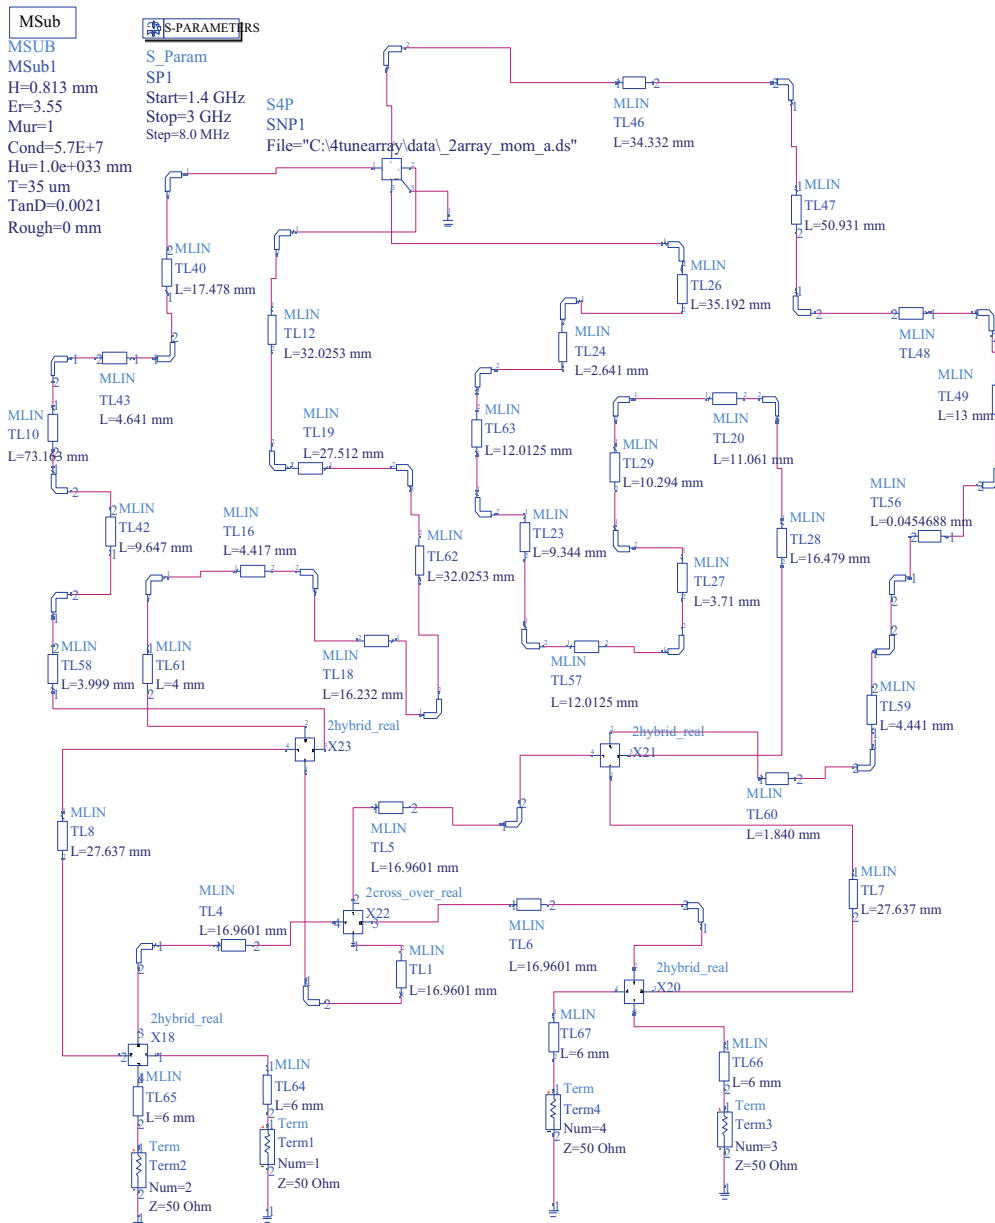 MSub
MSUB
MSub1
H=0.813 mm
Er=3.55
Mur=1
Cond=5.7E+7
Hu=1.0e+033 mm
T=35 um
TanD=0.0021
Rough=0 mm
S-PARAMETERS
S_Param
SP1
Start=1.4 GHz
Stop=3 GHz
Step=8.0 MHz
S4P
SNP1
File="C:\4tunearray\data\_2array_mom_a.ds"
MLIN
TL46
L=34.332 mm
MLIN
TL47
L=50.931 mm
MLIN
TL40
L=17.478 mm
MLIN
TL12
L=32.0253 mm
MLIN
TL26
L=35.192 mm
MLIN
TL24
L=2.641 mm
MLIN
TL48
MLIN
TL49
L=13 mm
MLIN
TL43
L=4.641 mm
MLIN
TL10
L=73.163 mm
MLIN
TL19
L=27.512 mm
MLIN
TL63
L=12.0125 mm
MLIN
TL20
L=11.061 mm
MLIN
TL29
L=10.294 mm
MLIN
TL56
L=0.0454688 mm
MLIN
TL42
L=9.647 mm
MLIN
TL16
L=4.417 mm
MLIN
TL62
L=32.0253 mm
MLIN
TL23
L=9.344 mm
MLIN
TL28
L=16.479 mm
MLIN
TL27
L=3.71 mm
MLIN
TL58
L=3.999 mm
MLIN
TL61
L=4 mm
MLIN
TL18
L=16.232 mm
MLIN
TL57
L=12.0125 mm
MLIN
TL59
L=4.441 mm
2hybrid_real
X23
2hybrid_real
X21
MLIN
TL60
L=1.840 mm
MLIN
TL8
L=27.637 mm
MLIN
TL5
L=16.9601 mm
MLIN
TL7
L=27.637 mm
2cross_over_real
X22
MLIN
TL4
L=16.9601 mm
MLIN
TL6
L=16.9601 mm
MLIN
TL1
L=16.9601 mm
2hybrid_real
X20
2hybrid_real
X18
MLIN
TL67
L=6 mm
MLIN
TL66
L=6 mm
MLIN
TL65
L=6 mm
MLIN
TL64
L=6 mm
Term
Term4
Num=4
Z=50 Ohm
Term
Term3
Num=3
Z=50 Ohm
Term
Term1
Num=1
Z=50 Ohm
Term
Term2
Num=2
Z=50 Ohm